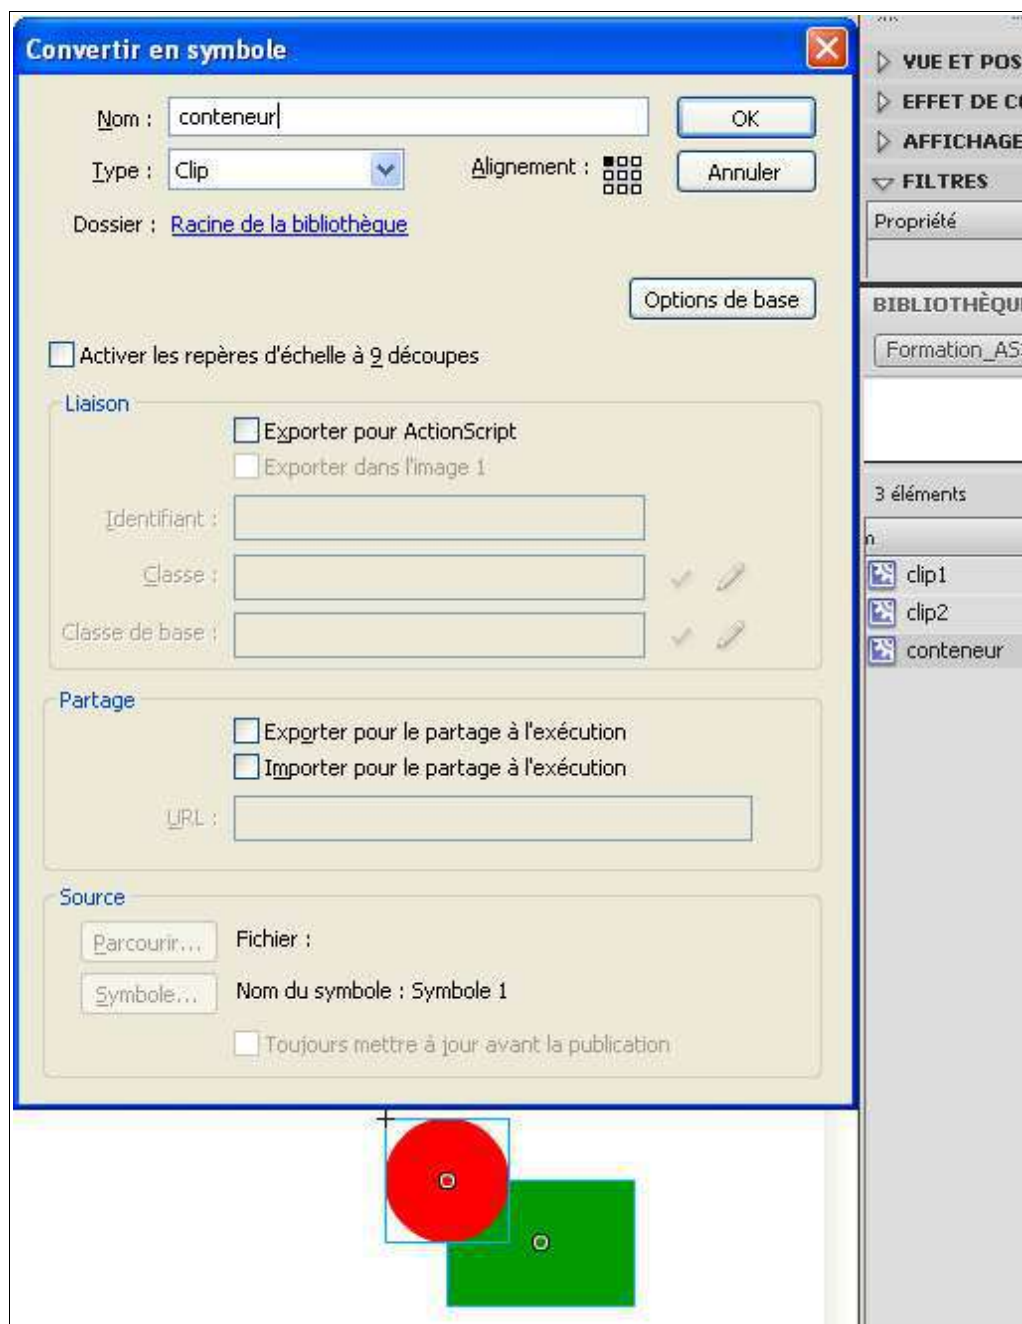 Convertir en symbole
Nom :
conteneur
OK
Type :
Clip
Alignement :
Annuler
Dossier :
Racine de la bibliothèque
Options de base
Activer les repères d'échelle à 9 découpes
Liaison
Exporter pour ActionScript
Exporter dans l'image 1
Identifiant :
Classe :
Classe de base :
Partage
Exporter pour le partage à l'exécution
Importer pour le partage à l'exécution
URL :
Source
Parcourir...
Fichier :
Symbole...
Nom du symbole : Symbole 1
Toujours mettre à jour avant la publication
VUE ET POS
EFFET DE C
AFFICHAGE
FILTRES
Propriété
BIBLIOTHÈQU
Formation_AS
3 éléments
clip1
clip2
conteneur